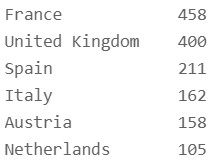 France 458
United Kingdom 400
Spain 211
Italy 162
Austria 158
Netherlands 105